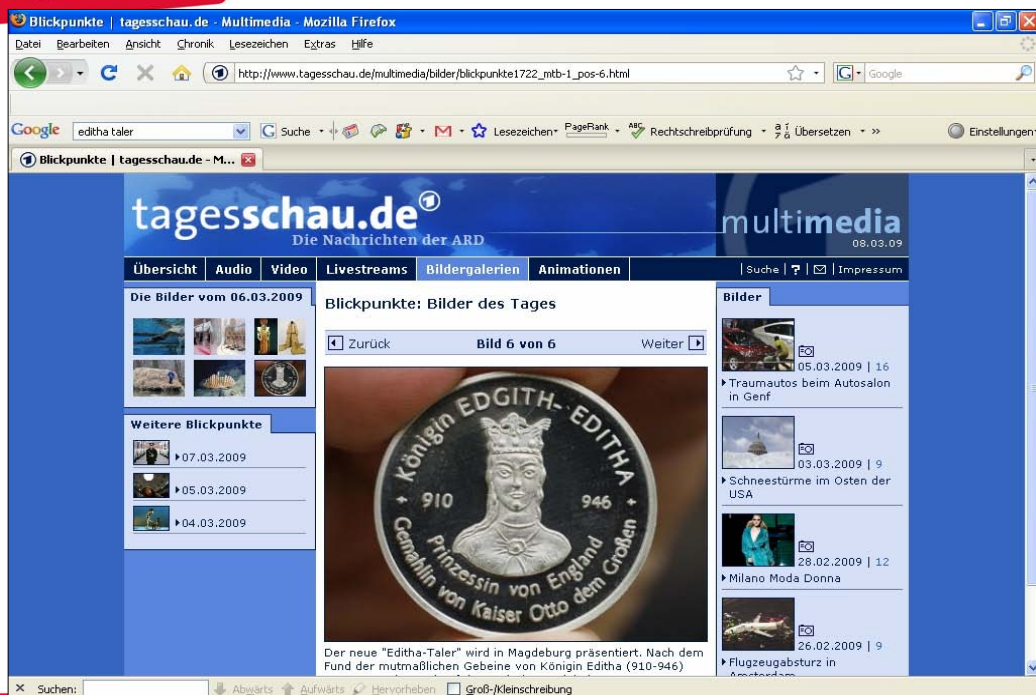 Blickpunkte | tagesschau.de - Multimedia - Mozilla Firefox
Datei Bearbeiten Ansicht Chronik Lesezeichen Extras Hilfe
http://www.tagesschau.de/multimedia/bilder/blickpunkte1722_mtb-1_pos-6.html
G Google
Google editha taler G Suche Lesezeichen PageRank ABC Rechtschreibprüfung Übersetzen » Einstellungen
Blickpunkte | tagesschau.de - M...
tagesschau.de
Die Nachrichten der ARD
multimedia
08.03.09
Übersicht Audio Video Livestreams Bildergalerien Animationen | Suche | ? | | Impressum
Die Bilder vom 06.03.2009
Weitere Blickpunkte
07.03.2009
05.03.2009
04.03.2009
Blickpunkte: Bilder des Tages
Zurück Bild 6 von 6 Weiter
Königin EDGITH-EDITHA
910 946
Gemahlin von Kaiser Otto dem Großen
Prinzessin von England
Der neue "Editha-Taler" wird in Magdeburg präsentiert. Nach dem
Fund der mutmaßlichen Gebeine von Königin Editha (910-946)
Bilder
05.03.2009 | 16
Traumautos beim Autosalon
in Genf
03.03.2009 | 9
Schneestürme im Osten der
USA
28.02.2009 | 12
Milano Moda Donna
26.02.2009 | 9
Flugzeugabsturz in
Amsterdam
Suchen: Abwärts Aufwärts Hervorheben Groß-/Kleinschreibung